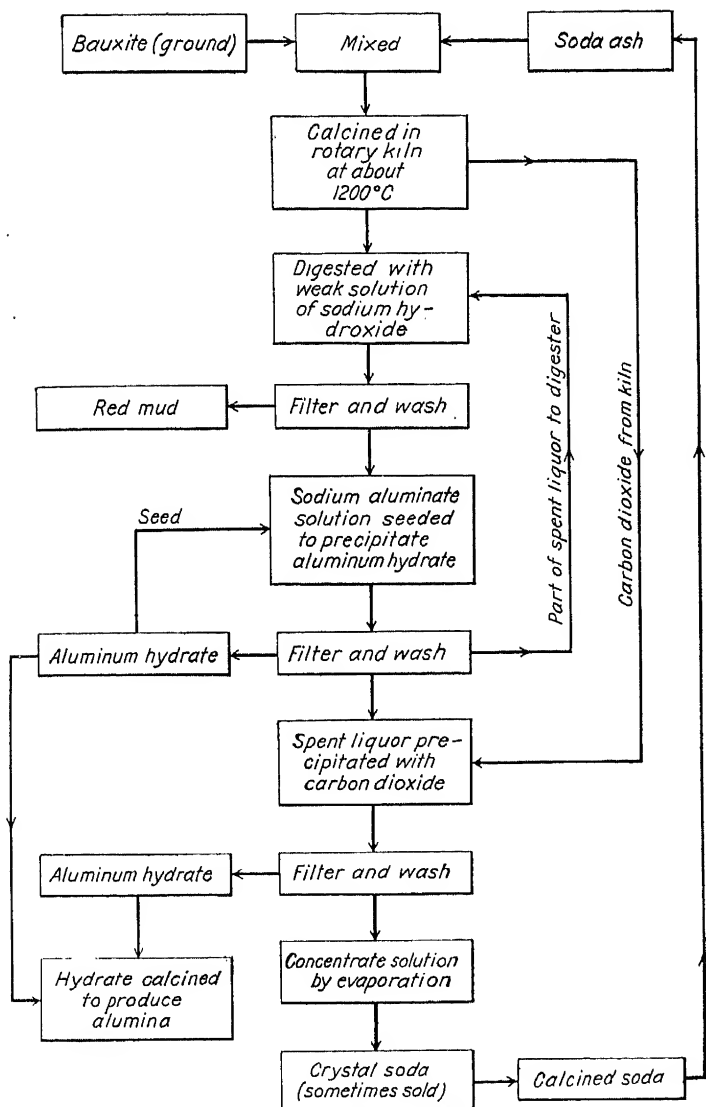 Bauxite (ground)
Mixed
Soda ash
Calcined in
rotary kiln
at about
1200°C
Digested with
weak solution
of sodium hy-
droxide
Red mud
Filter and wash
Seed
Sodium aluminate
solution seeded
to precipitate
aluminum hydrate
Part of spent liquor to digester
Carbon dioxide from kiln
Aluminum hydrate
Filter and wash
Spent liquor pre-
cipitated with
carbon dioxide
Aluminum hydrate
Filter and wash
Hydrate calcined
to produce
alumina
Concentrate solution
by evaporation
Crystal soda
(sometimes sold)
Calcined soda